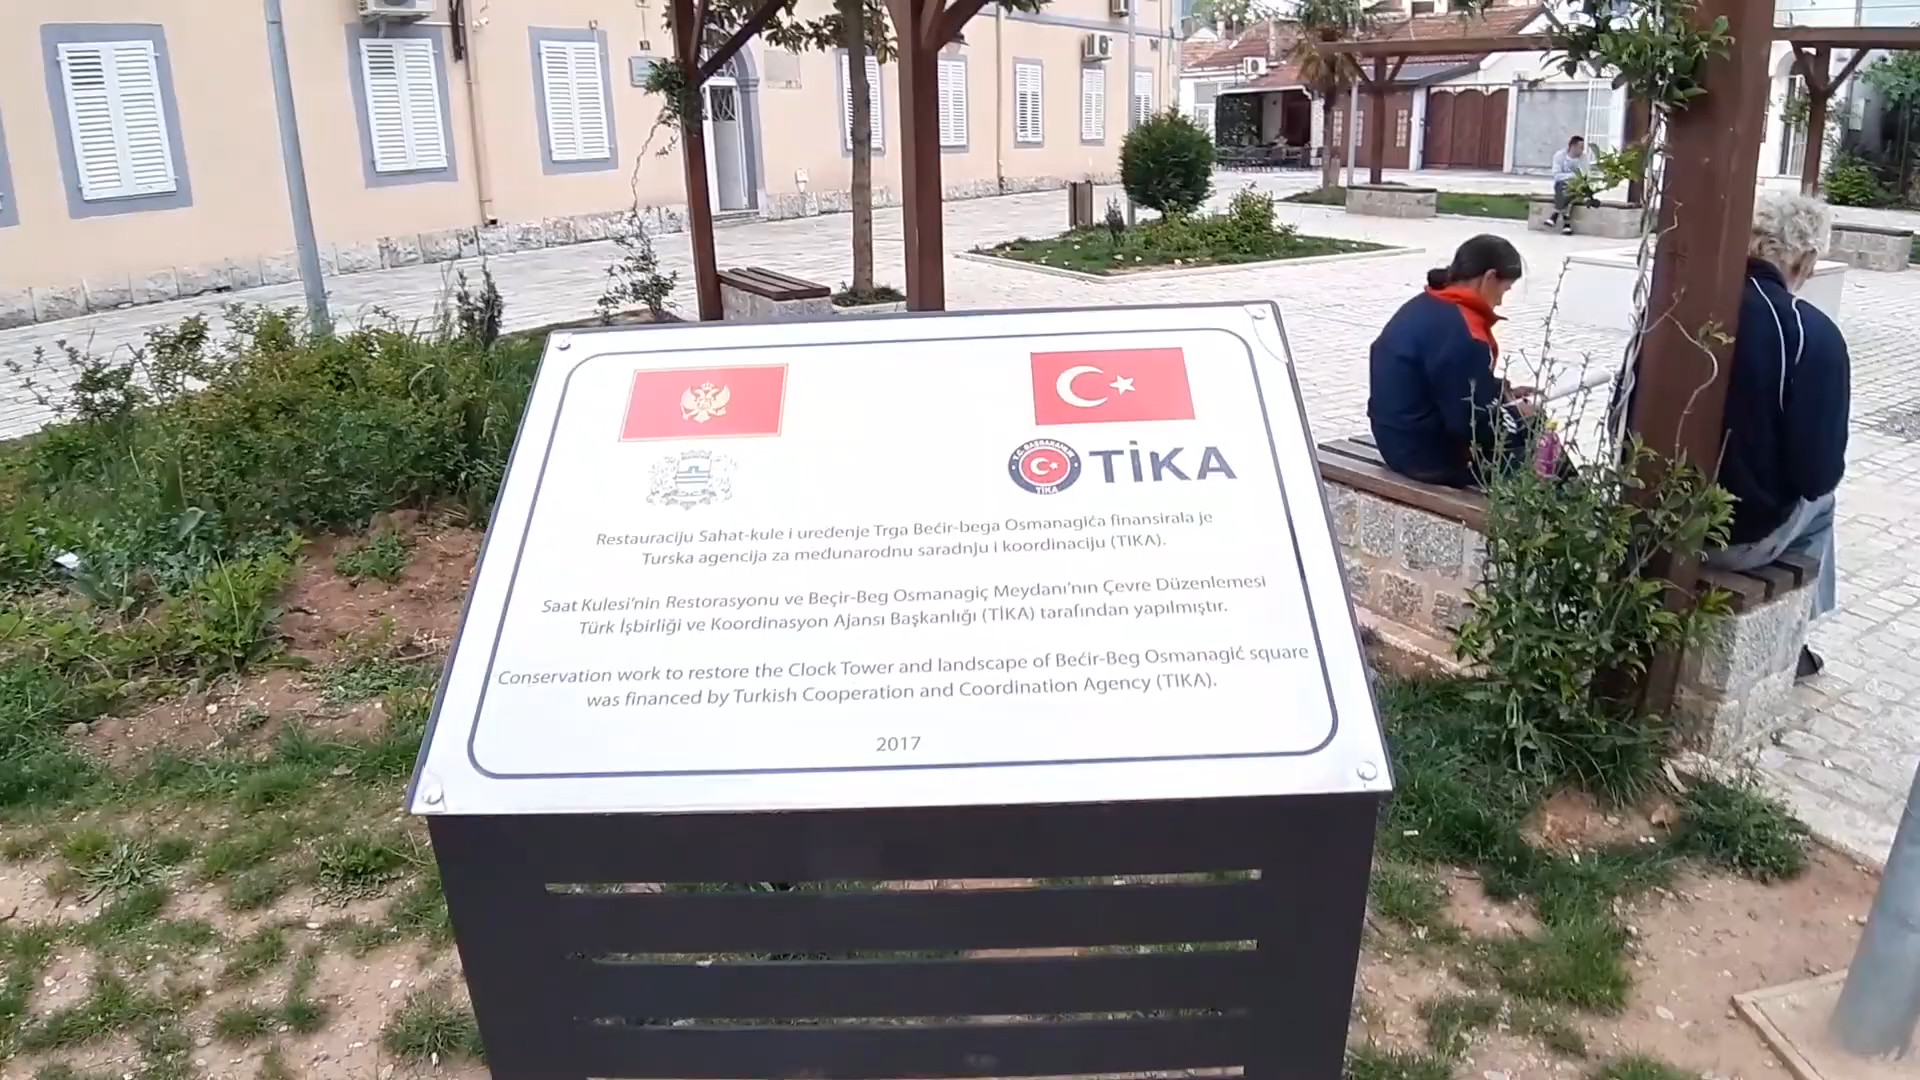 T.C. BAŞBAKANLIK
TİKA
TİKA
Restauraciju Sahat-kule i uređenje Trga Bećir-bega Osmanagića finansirala je
Turska agencija za međunarodnu saradnju i koordinaciju (TIKA).
Saat Kulesi'nin Restorasyonu ve Beçir-Beg Osmanagiç Meydanı'nın Çevre Düzenlemesi
Türk İşbirliği ve Koordinasyon Ajansı Başkanlığı (TİKA) tarafından yapılmıştır.
Conservation work to restore the Clock Tower and landscape of Bećir-Beg Osmanagić square
was financed by Turkish Cooperation and Coordination Agency (TIKA).
2017